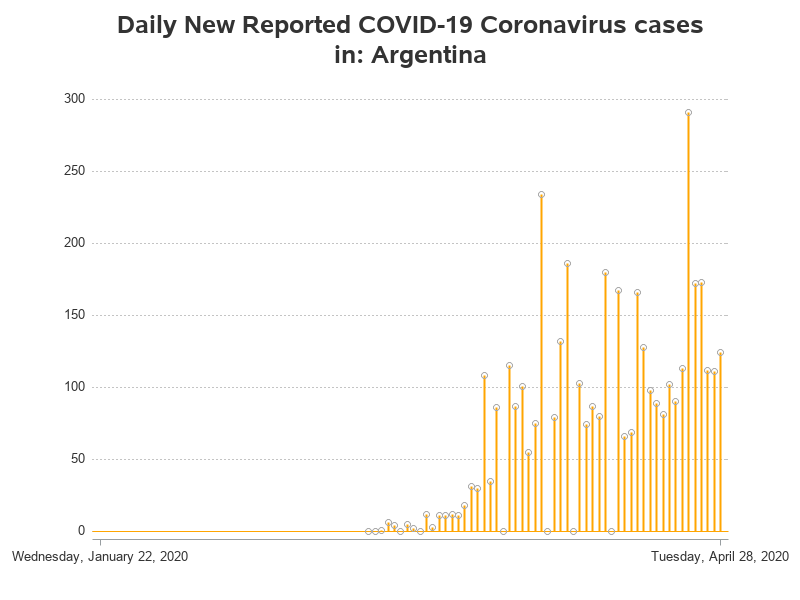 Daily New Reported COVID-19 Coronavirus cases
in: Argentina
300
250
200
150
100
50
0
Wednesday, January 22, 2020 Tuesday, April 28, 2020